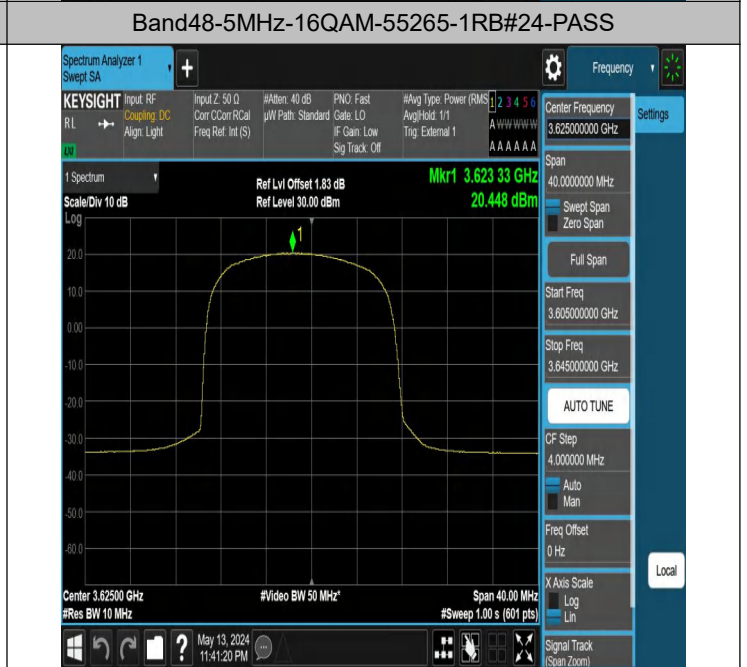 Band48-5MHz-16QAM-55265-1RB#24-PASS
Spectrum Analyzer 1
Swept SA
Frequency
KEYSIGHT
RL
Input: RF
Coupling: DC
Align: Light
Input Z: 50 Ω
Corr CCorr RCal
Freq Ref: Int (S)
#Atten: 40 dB
µW Path: Standard
PNO: Fast
Gate: LO
IF Gain: Low
Sig Track: Off
#Avg Type: Power (RMS
Avg|Hold: 1/1
Trig: External 1
1 2 3 4 5 6
A W W W W W
A A A A A A
1 Spectrum
Scale/Div 10 dB
Log
Ref Lvl Offset 1.83 dB
Ref Level 30.00 dBm
Mkr1 3.623 33 GHz
20.448 dBm
1
20.0
10.0
0.00
-10.0
-20.0
-30.0
-40.0
-50.0
-60.0
Center 3.62500 GHz
#Res BW 10 MHz
#Video BW 50 MHz*
Span 40.00 MHz
#Sweep 1.00 s (601 pts)
Settings
Center Frequency
3.625000000 GHz
Span
40.0000000 MHz
Swept Span
Zero Span
Full Span
Start Freq
3.605000000 GHz
Stop Freq
3.645000000 GHz
AUTO TUNE
CF Step
4.000000 MHz
Auto
Man
Freq Offset
0 Hz
X Axis Scale
Log
Lin
Signal Track
(Span Zoom)
Local
?
May 13, 2024
11:41:20 PM